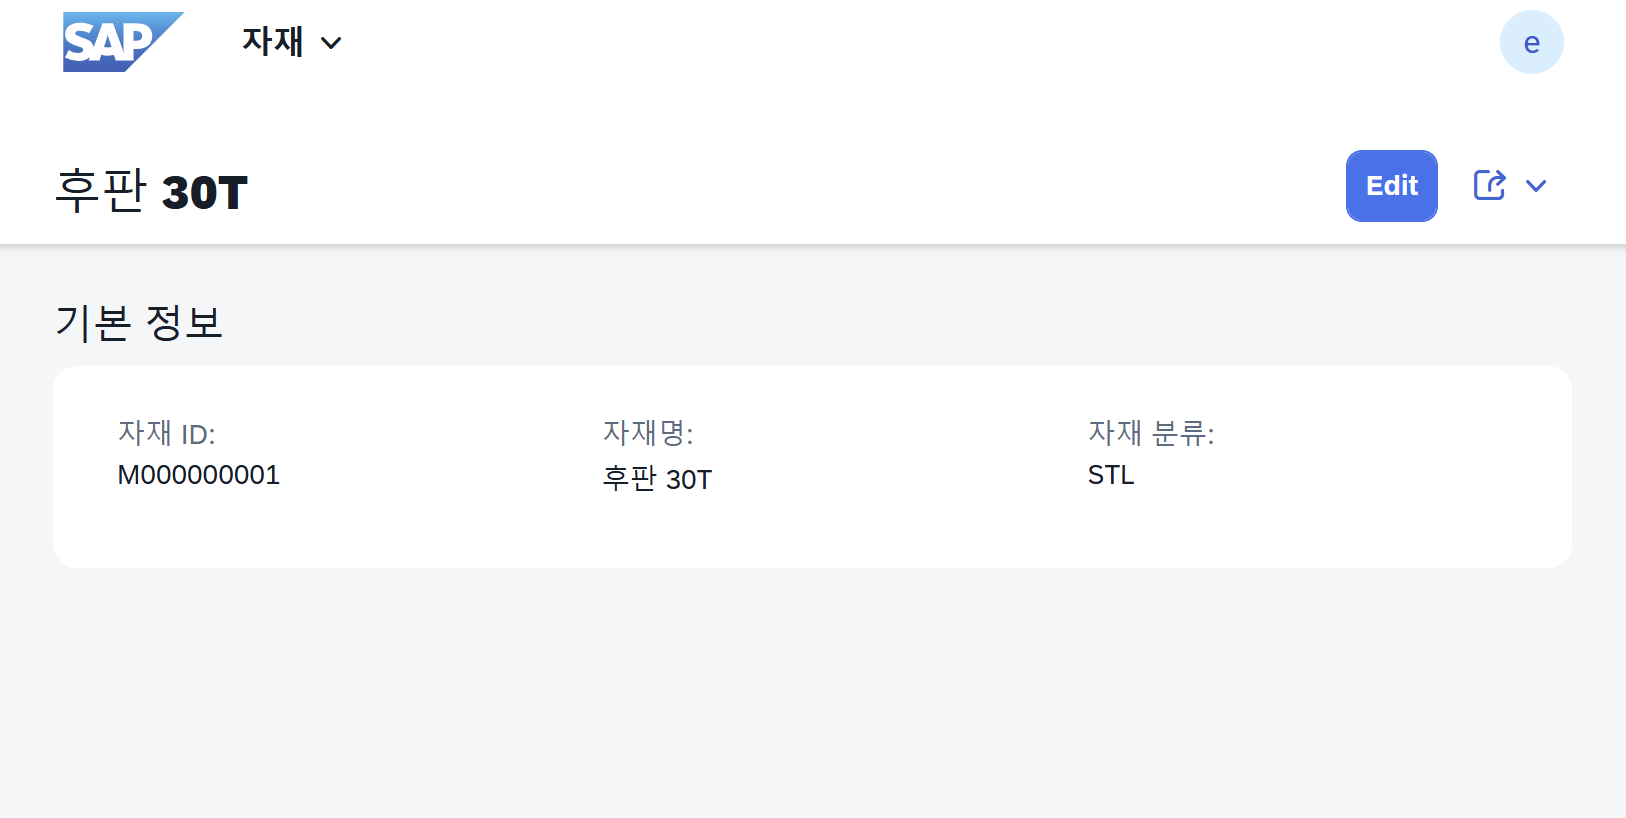 SAP 자재 e
후판 30T Edit
기본 정보
자재 ID: 자재명: 자재 분류:
M000000001 후판 30T STL